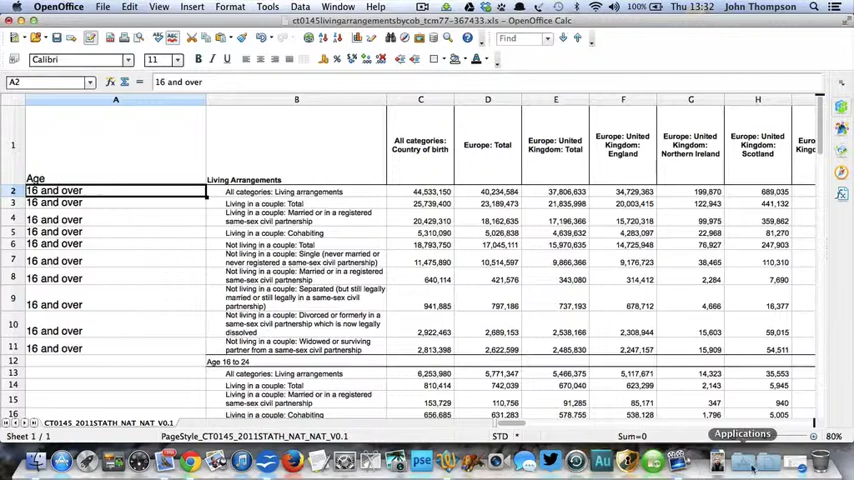 OpenOffice File Edit View Insert Format Tools Data Window Help 100% Thu 13:32 John Thompson
ct0145livingarrangementsbycob_tcm77-367433.xls - OpenOffice Calc
Find
Calibri 11 B I U
A2 16 and over
A B C D E F G H
1 Age Living Arrangements All categories: Country of birth Europe: Total Europe: United Kingdom: Total Europe: United Kingdom: England Europe: United Kingdom: Northern Ireland Europe: United Kingdom: Scotland
2 16 and over All categories: Living arrangements 44,533,150 40,234,584 37,806,633 34,729,363 199,870 689,035
3 16 and over Living in a couple: Total 25,739,400 23,189,473 21,835,998 20,003,415 122,943 441,132
4 16 and over Living in a couple: Married or in a registered same-sex civil partnership 20,429,310 18,162,635 17,196,366 15,720,318 99,975 359,862
5 16 and over Living in a couple: Cohabiting 5,310,090 5,026,838 4,639,632 4,283,097 22,968 81,270
6 16 and over Not living in a couple: Total 18,793,750 17,045,111 15,970,635 14,725,948 76,927 247,903
7 16 and over Not living in a couple: Single (never married or never registered a same-sex civil partnership) 11,475,890 10,514,597 9,866,366 9,176,723 38,465 110,310
8 16 and over Not living in a couple: Married or in a registered same-sex civil partnership 640,114 421,576 343,080 314,412 2,284 7,690
9 16 and over Not living in a couple: Separated (but still legally married or still legally in a same-sex civil partnership) 941,885 797,186 737,193 678,712 4,666 16,377
10 16 and over Not living in a couple: Divorced or formerly in a same-sex civil partnership which is now legally dissolved 2,922,463 2,689,153 2,538,166 2,308,944 15,603 59,015
11 16 and over Not living in a couple: Widowed or surviving partner from a same-sex civil partnership 2,813,398 2,622,599 2,485,830 2,247,157 15,909 54,511
12 Age 16 to 24
13 All categories: Living arrangements 6,253,980 5,771,347 5,466,375 5,167,671 14,323 35,553
14 Living in a couple: Total 810,414 742,039 670,040 623,299 2,143 5,945
15 Living in a couple: Married or in a registered same-sex civil partnership 153,729 110,756 91,285 85,171 347 940
16 Living in a couple: Cohabiting 656,685 631,283 578,755 538,128 1,796 5,005
CT0145_2011STATH_NAT_NAT_V0.1
Applications
Sheet 1 / 1 PageStyle_CT0145_2011STATH_NAT_NAT_V0.1 STD * Sum=0 80%
pse Au